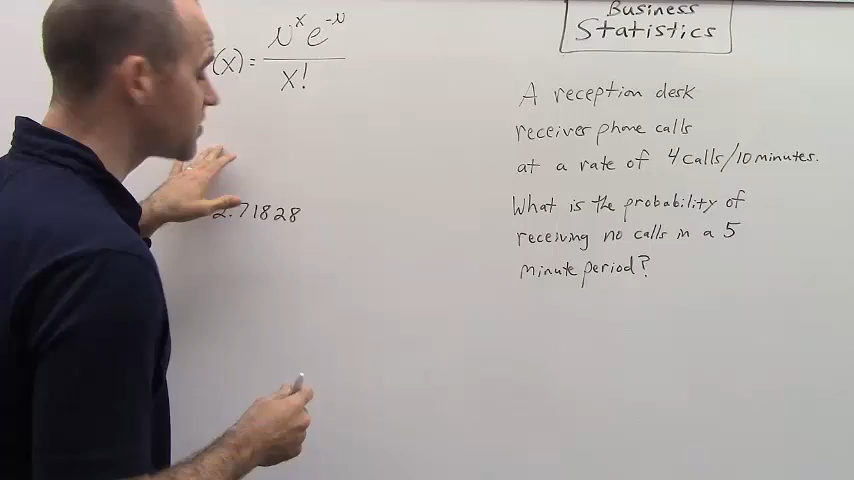 (x) = μ^x e^-μ / x!
2.71828
Business
Statistics
A reception desk
receives phone calls
at a rate of 4 calls/10 minutes.
What is the probability of
receiving no calls in a 5
minute period?